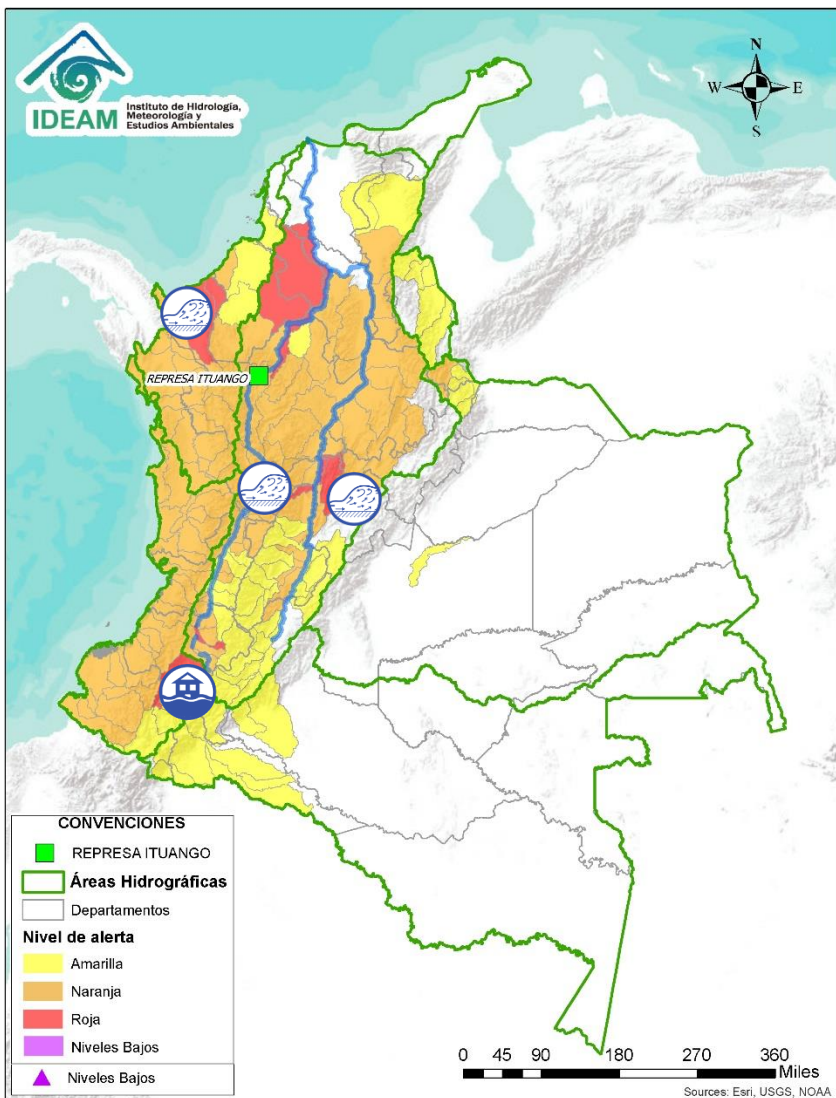 IDEAM
Instituto de Hidrología,
Meteorología y
Estudios Ambientales
N
W
E
S
REPRESA ITUANGO
CONVENCIONES
REPRESA ITUANGO
Áreas Hidrográficas
Departamentos
Nivel de alerta
Amarilla
Naranja
Roja
Niveles Bajos
Niveles Bajos
0 45 90 180 270 360
Miles
Sources: Esri, USGS, NOAA